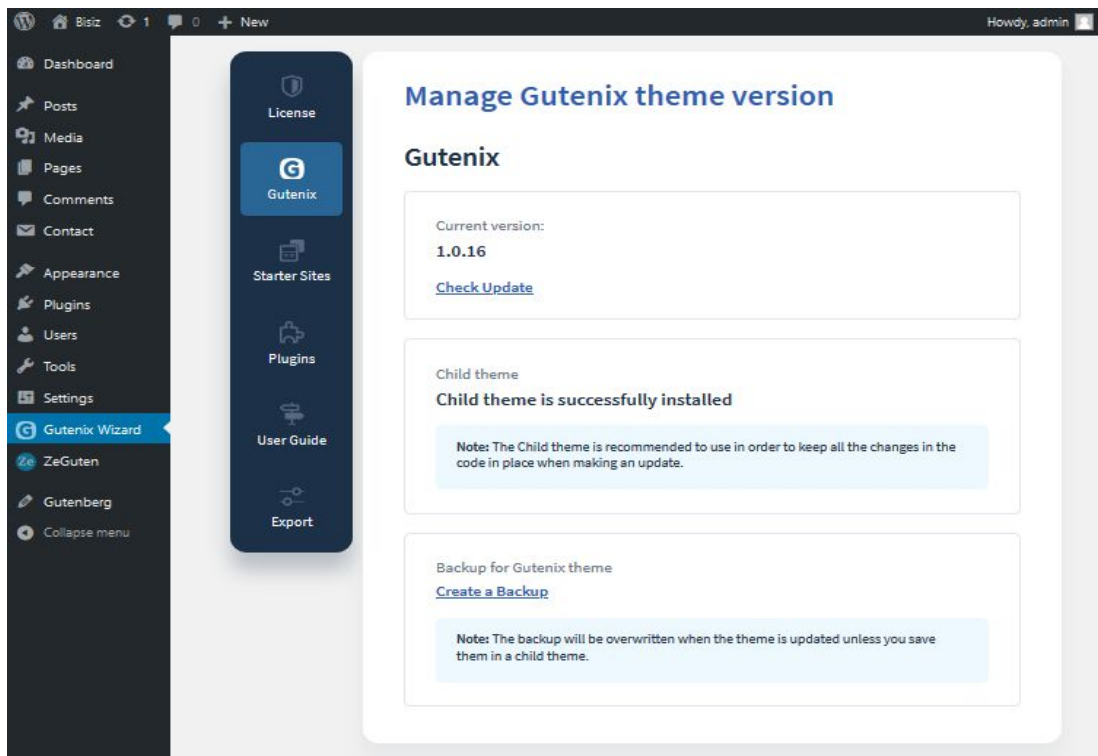 Bisiz 1 0 + New Howdy, admin
Dashboard
Posts
Media
Pages
Comments
Contact
Appearance
Plugins
Users
Tools
Settings
G Gutenix Wizard
Ze ZeGuten
Gutenberg
Collapse menu
License
G
Gutenix
Starter Sites
Plugins
User Guide
Export
Manage Gutenix theme version
Gutenix
Current version:
1.0.16
Check Update
Child theme
Child theme is successfully installed
Note: The Child theme is recommended to use in order to keep all the changes in the
code in place when making an update.
Backup for Gutenix theme
Create a Backup
Note: The backup will be overwritten when the theme is updated unless you save
them in a child theme.